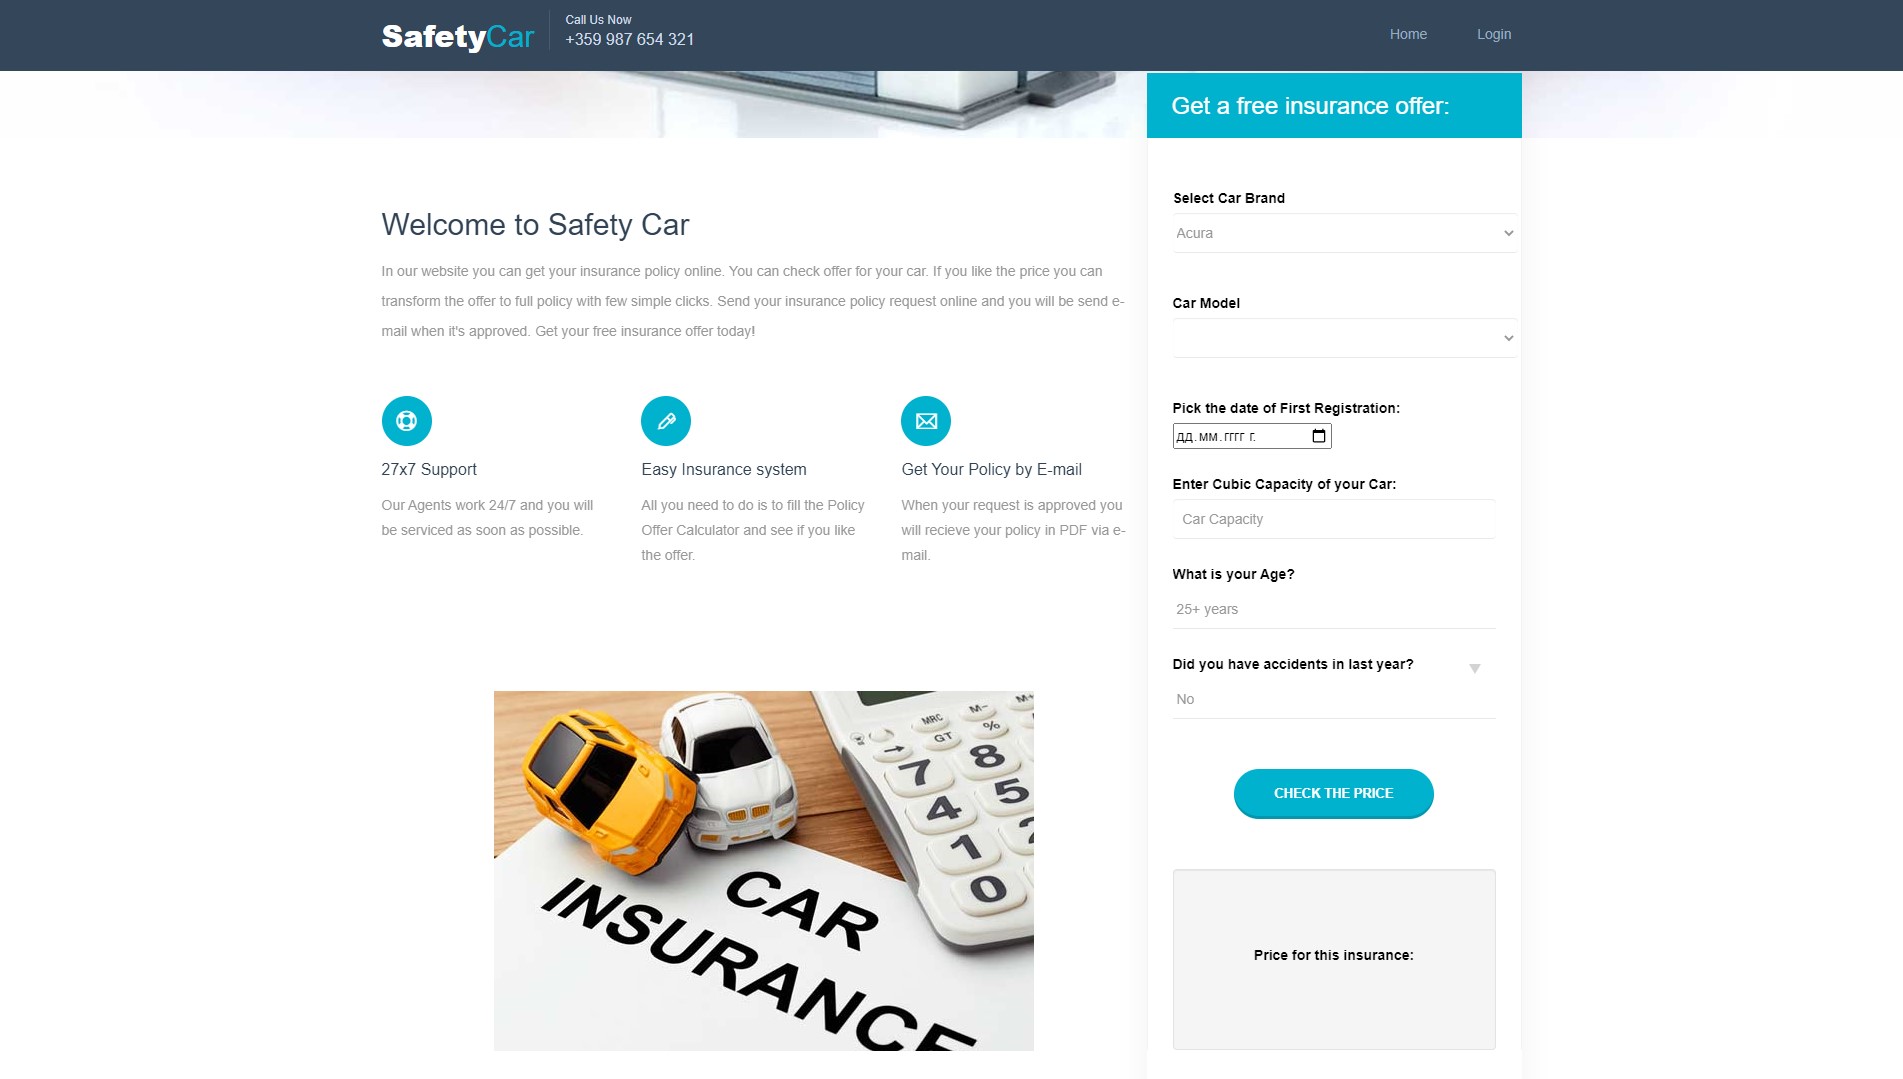 SafetyCar
Call Us Now
+359 987 654 321
Home
Login
Get a free insurance offer:
Welcome to Safety Car
In our website you can get your insurance policy online. You can check offer for your car. If you like the price you can
transform the offer to full policy with few simple clicks. Send your insurance policy request online and you will be send e-
mail when it's approved. Get your free insurance offer today!
27x7 Support
Our Agents work 24/7 and you will
be serviced as soon as possible.
Easy Insurance system
All you need to do is to fill the Policy
Offer Calculator and see if you like
the offer.
Get Your Policy by E-mail
When your request is approved you
will recieve your policy in PDF via e-
mail.
MRC
M-
M+
GT
%
→
7
8
4
5
1
2
0
CAR
INSURANCE
Select Car Brand
Acura
Car Model
Pick the date of First Registration:
дд.мм.гггг г.
Enter Cubic Capacity of your Car:
Car Capacity
What is your Age?
25+ years
Did you have accidents in last year?
No
CHECK THE PRICE
Price for this insurance: